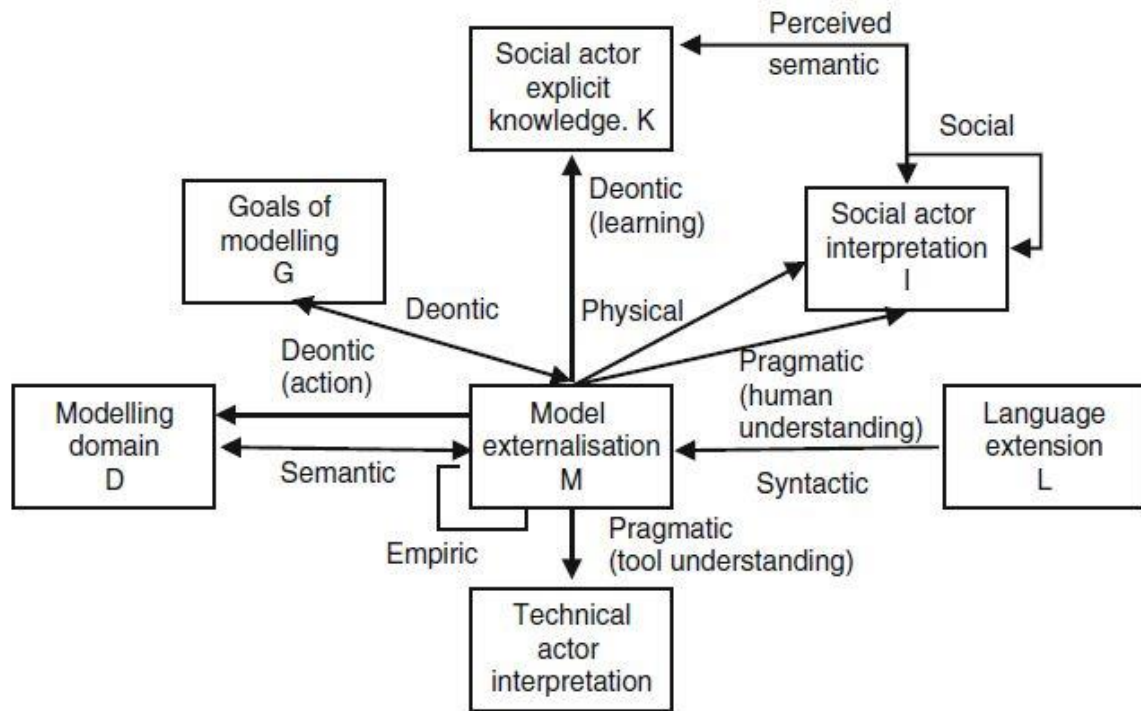 Social actor
explicit
knowledge. K
Perceived
semantic
Social
Goals of
modelling
G
Deontic
(learning)
Social actor
interpretation
I
Deontic
Physical
Deontic
(action)
Pragmatic
(human
understanding)
Modelling
domain
D
Semantic
Model
externalisation
M
Syntactic
Language
extension
L
Empiric
Pragmatic
(tool understanding)
Technical
actor
interpretation